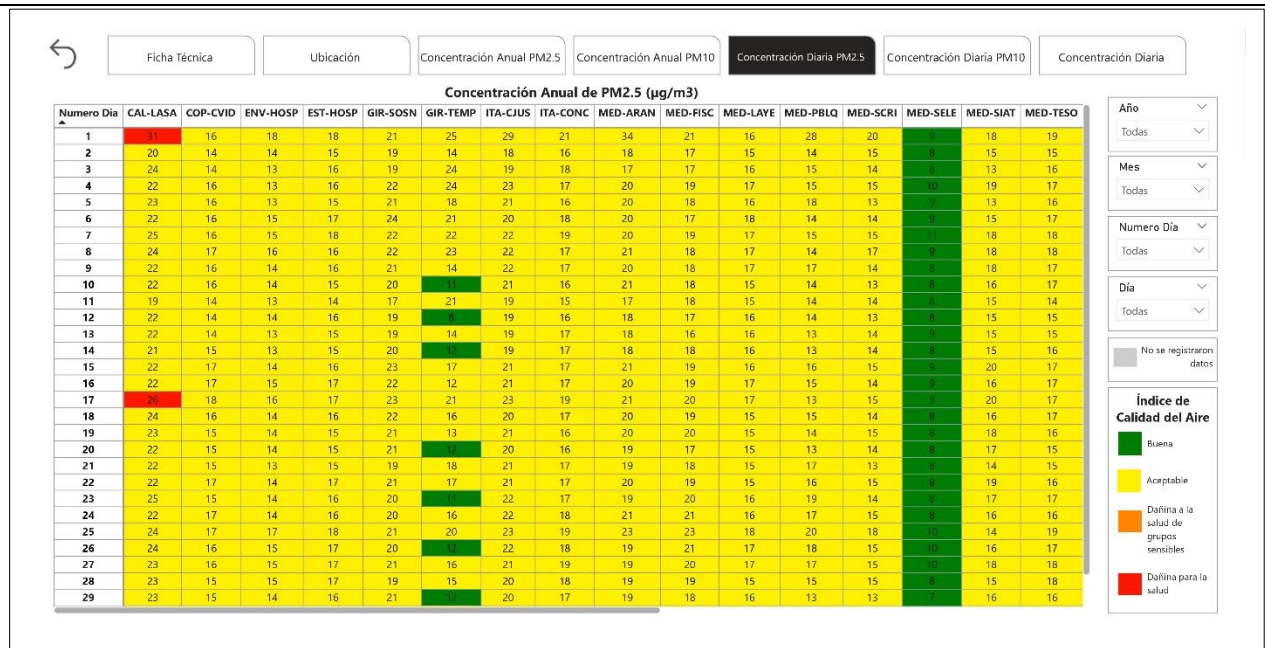 Ficha Técnica Ubicación Concentración Anual PM2.5 Concentración Anual PM10 Concentración Diaria PM2.5 Concentración Diaria PM10 Concentración Diaria
Concentración Anual de PM2.5 (µg/m3)
Numero Día CAL-LASA COP-CVID ENV-HOSP EST-HOSP GIR-SOSN GIR-TEMP ITA-CJUS ITA-CONC MED-ARAN MED-FISC MED-LAYE MED-PBLQ MED-SCRI MED-SELE MED-SIAT MED-TESO
1 31 16 18 18 21 25 29 21 34 21 16 28 20 9 18 19
2 20 14 14 15 19 14 18 16 18 17 15 14 15 8 15 15
3 24 14 13 16 19 24 19 18 17 17 16 15 14 8 13 16
4 22 16 13 16 22 24 23 17 20 19 17 15 15 10 19 17
5 23 16 13 15 21 18 21 16 20 18 16 18 13 9 13 16
6 22 16 15 17 24 21 20 18 20 17 18 14 14 9 15 17
7 25 16 15 18 22 22 22 19 20 19 17 15 15 11 18 18
8 24 17 16 16 22 23 22 17 21 18 17 14 17 9 18 18
9 22 16 14 16 21 14 22 17 20 18 17 17 14 8 18 17
10 22 16 14 15 20 11 21 16 21 18 15 14 13 8 16 17
11 19 14 13 14 17 21 19 15 17 18 15 14 14 8 15 14
12 22 14 14 16 19 8 19 16 18 17 16 14 13 8 15 15
13 22 14 13 15 19 14 19 17 18 16 16 13 14 9 15 15
14 21 15 13 15 20 12 19 17 18 18 16 13 14 8 15 16
15 22 17 14 16 23 17 21 17 21 19 16 16 15 9 20 17
16 22 17 15 17 22 12 21 17 20 19 17 15 14 9 16 17
17 26 18 16 17 23 21 23 19 21 20 17 13 15 9 20 17
18 24 16 14 16 22 16 20 17 20 19 15 15 14 8 16 17
19 23 15 14 15 21 13 21 16 20 20 15 14 15 8 18 16
20 22 15 14 15 21 12 20 16 19 17 15 13 14 8 17 15
21 22 15 13 15 19 18 21 17 19 18 15 17 13 8 14 15
22 22 17 14 17 21 17 21 17 20 19 15 16 15 8 19 16
23 25 15 14 16 20 11 22 17 19 20 16 19 14 8 17 17
24 22 17 14 16 20 16 22 18 21 21 16 17 15 8 16 16
25 24 17 17 18 21 20 23 19 23 23 18 20 18 10 14 19
26 24 16 15 17 20 12 22 18 19 21 17 18 15 10 16 17
27 23 16 15 17 21 16 21 19 19 20 17 17 15 10 18 18
28 23 15 15 17 19 15 20 18 19 19 15 15 15 8 15 18
29 23 15 14 16 21 12 20 17 19 18 16 13 13 7 16 16
Año
Todas
Mes
Todas
Numero Día
Todas
Día
Todas
No se registraron
datos
Índice de
Calidad del Aire
Buena
Aceptable
Dañina a la
salud de
grupos
sensibles
Dañina para la
salud